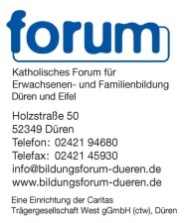 forum
Katholisches Forum für
Erwachsenen- und Familienbildung
Düren und Eifel
Holzstraße 50
52349 Düren
Telefon: 02421 94680
Telefax: 02421 45930
info@bildungsforum-dueren.de
www.bildungsforum-dueren.de
Eine Einrichtung der Caritas
Trägergesellschaft West gGmbH (ctw), Düren